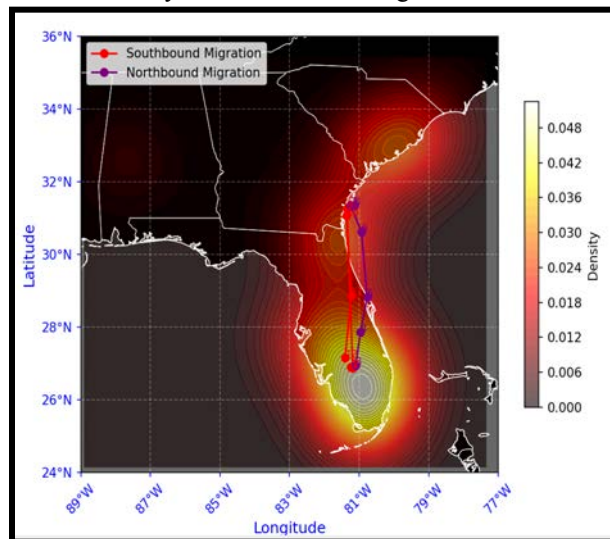 36°N
34°N
32°N
30°N
28°N
26°N
24°N
Latitude
Southbound Migration
Northbound Migration
89°W
87°W
85°W
83°W
81°W
79°W
77°W
Longitude
0.048
0.042
0.036
0.030
0.024
0.018
0.012
0.006
0.000
Density